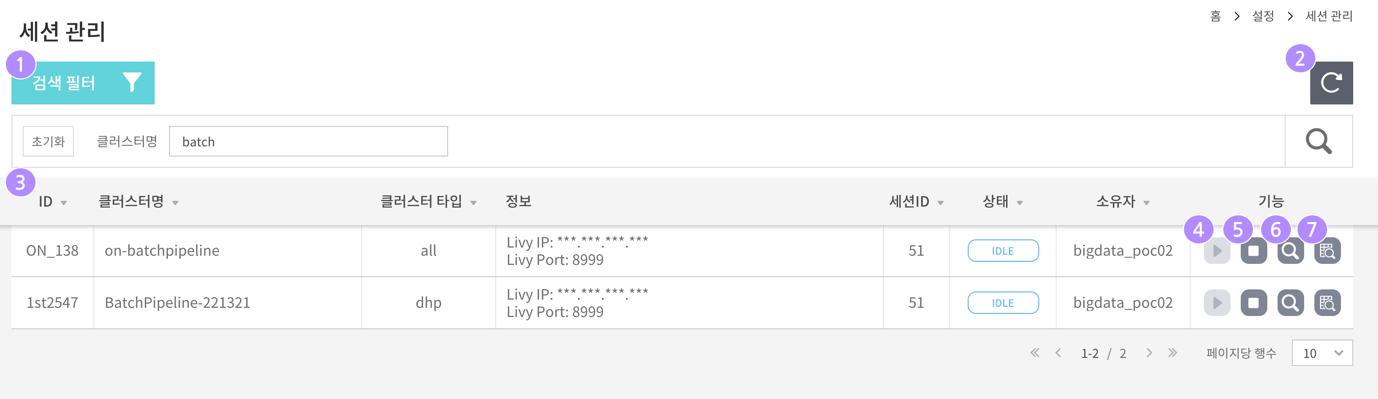 홈 > 설정 > 세션 관리
세션 관리
1
검색 필터
2
초기화 클러스터명 batch
3
ID 클러스터명 클러스터 타입 정보 세션ID 상태 소유자 기능
4 5 6 7
ON_138 on-batchpipeline all Livy IP: ***.***.***.*** 51 IDLE bigdata_poc02
Livy Port: 8999
1st2547 BatchPipeline-221321 dhp Livy IP: ***.***.***.*** 51 IDLE bigdata_poc02
Livy Port: 8999
1-2 / 2 페이지당 행수 10